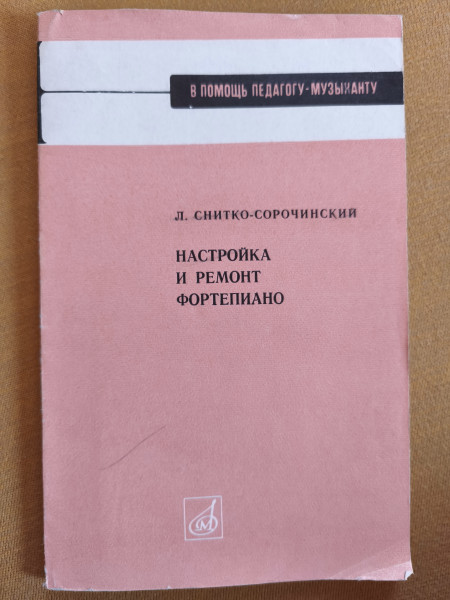 В ПОМОЩЬ ПЕДАГОГУ-МУЗЫКАНТУ
Л. СНИТКО-СОРОЧИНСКИЙ
НАСТРОЙКА
И РЕМОНТ
ФОРТЕПИАНО